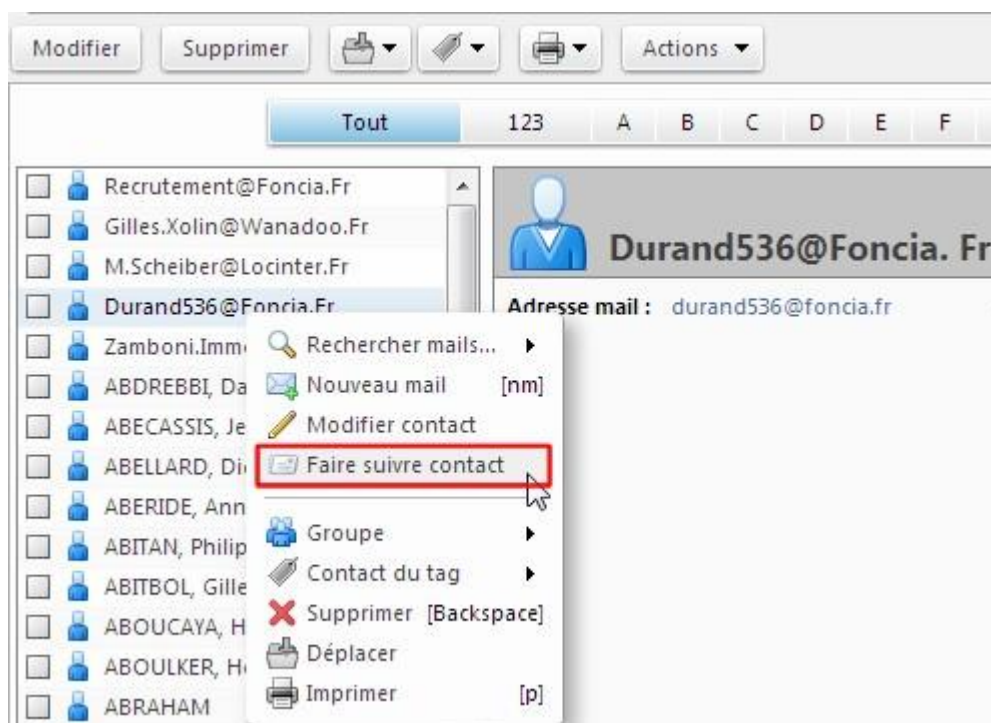 Modifier Supprimer Actions
Tout 123 A B C D E F
Recrutement@Foncia.Fr
Gilles.Xolin@Wanadoo.Fr
M.Scheiber@Locinter.Fr
Durand536@Foncia.Fr
Zamboni.Imm
ABDREBBI, Da
ABECASSIS, Je
ABELLARD, Di
ABERIDE, Ann
ABITAN, Philip
ABITBOL, Gille
ABOUCAYA, H
ABOULKER, H
ABRAHAM
Durand536@Foncia. Fr
Adresse mail : durand536@foncia.fr
Rechercher mails...
Nouveau mail [nm]
Modifier contact
Faire suivre contact
Groupe
Contact du tag
Supprimer [Backspace]
Déplacer
Imprimer [p]